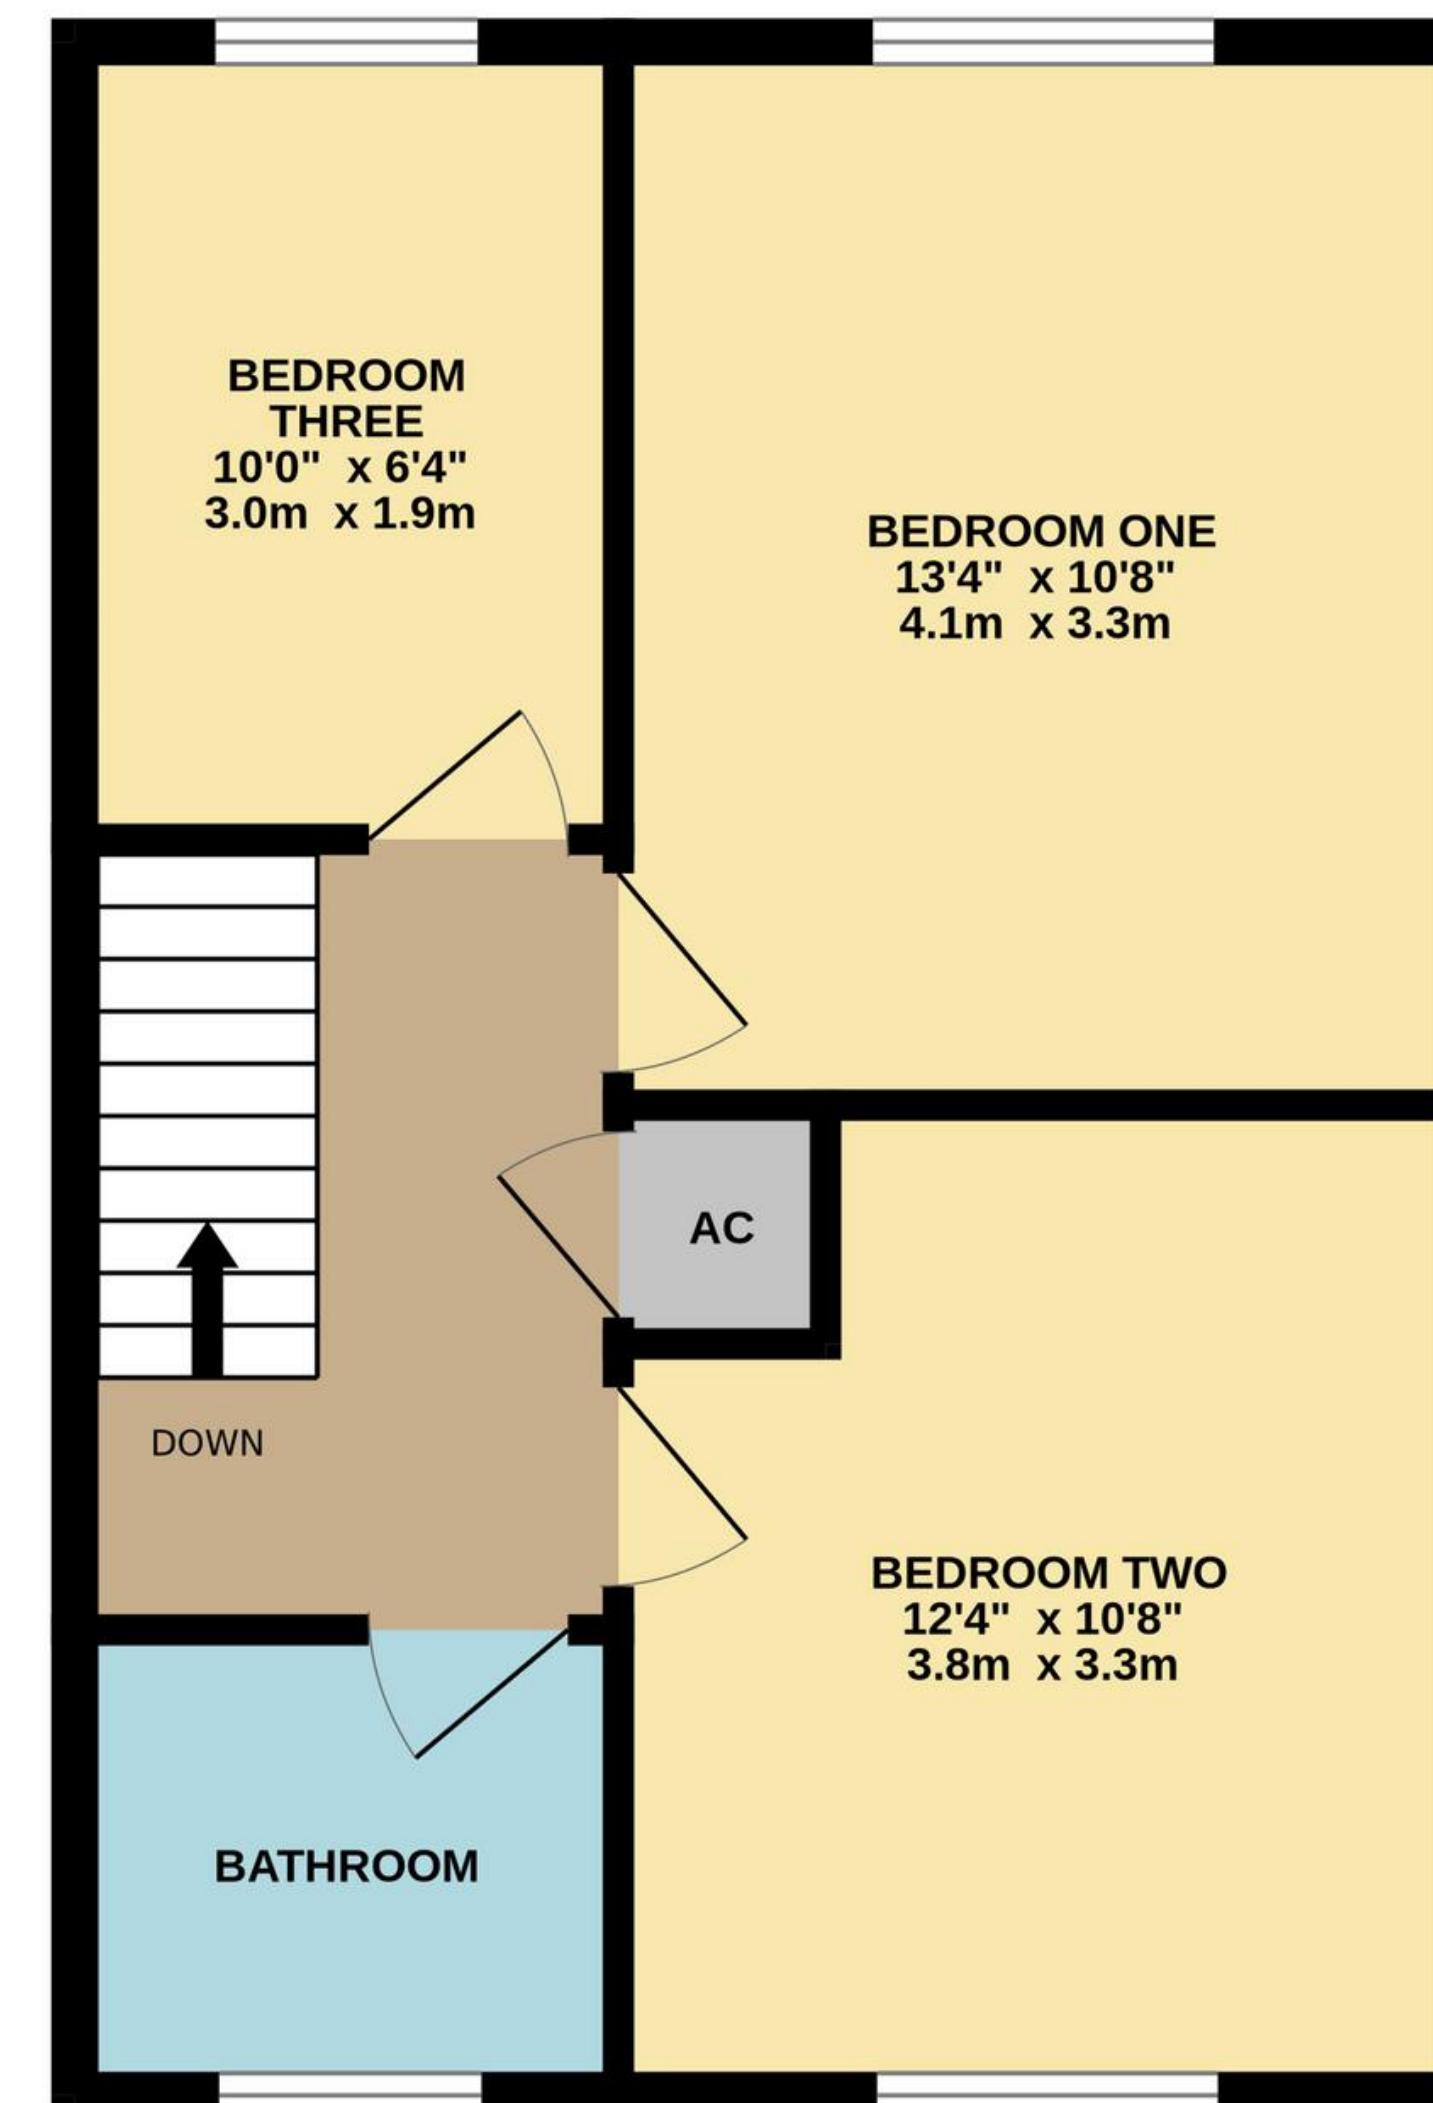 BEDROOM
THREE
10'0" x 6'4"
3.0m x 1.9m
BEDROOM ONE
13'4" x 10'8"
4.1m x 3.3m
AC
DOWN
BEDROOM TWO
12'4" x 10'8"
3.8m x 3.3m
BATHROOM